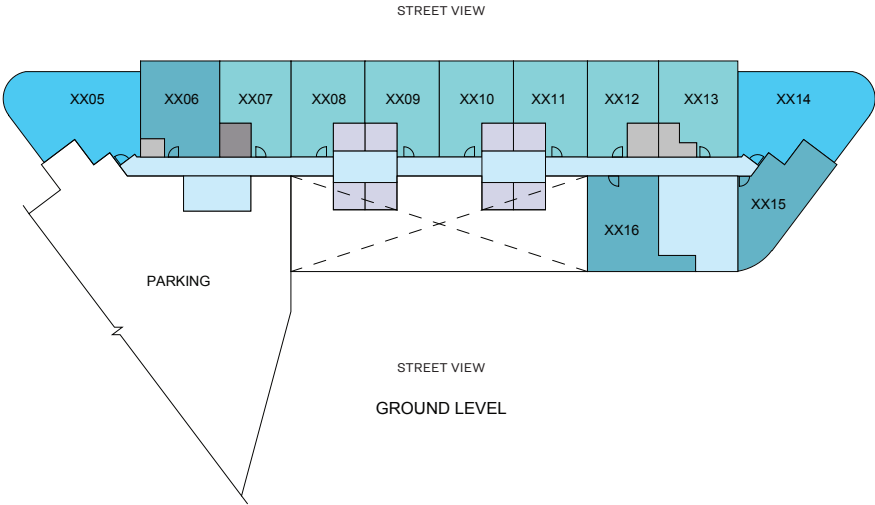 STREET VIEW
XX05
XX06
XX07
XX08
XX09
XX10
XX11
XX12
XX13
XX14
XX15
XX16
PARKING
STREET VIEW
GROUND LEVEL